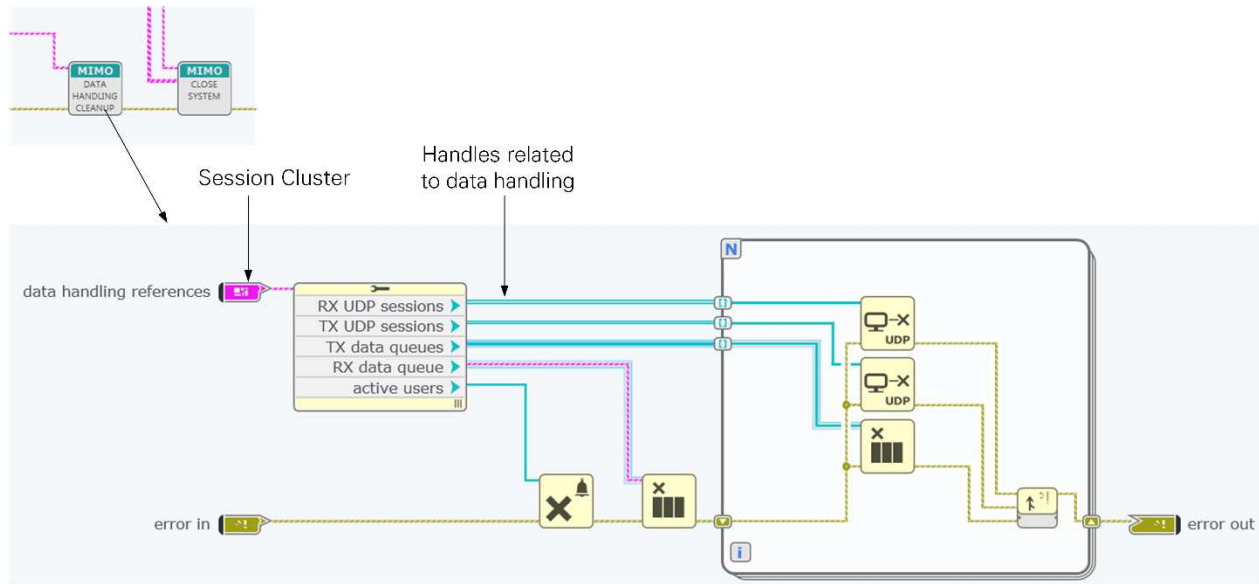 MIMO
DATA
HANDLING
CLEANUP
MIMO
CLOSE
SYSTEM
Session Cluster
Handles related
to data handling
data handling references
RX UDP sessions
TX UDP sessions
TX data queues
RX data queue
active users
N
UDP
UDP
error in
i
error out